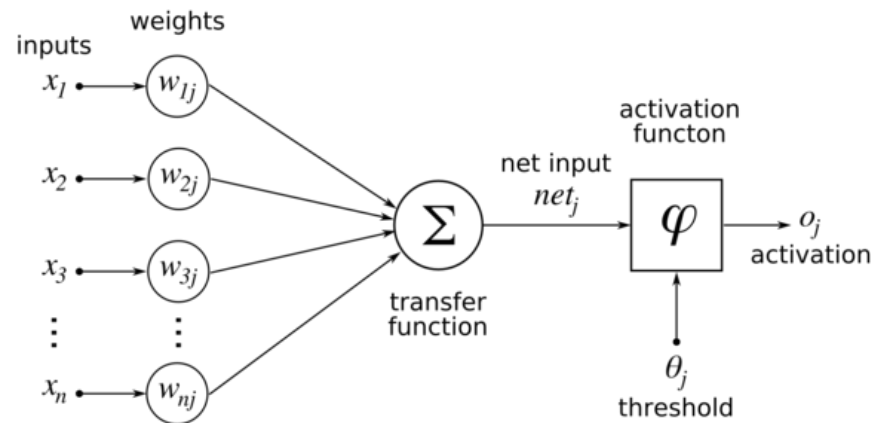 weights
inputs
x₁
w₁ⱼ
activation
functon
x₂
w₂ⱼ
net input
netⱼ
Σ
φ
oⱼ
activation
x₃
w₃ⱼ
transfer
function
⋮
⋮
xₙ
wₙⱼ
θⱼ
threshold